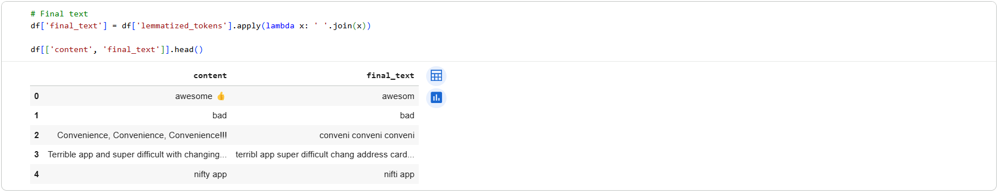 # Final text
df['final_text'] = df['lemmatized_tokens'].apply(lambda x: ' '.join(x))
df[['content', 'final_text']].head()
content final_text
0 awesome 👍 awesom
1 bad bad
2 Convenience, Convenience, Convenience!!! conveni conveni conveni
3 Terrible app and super difficult with changing... terribl app super difficult chang address card...
4 nifty app nifti app